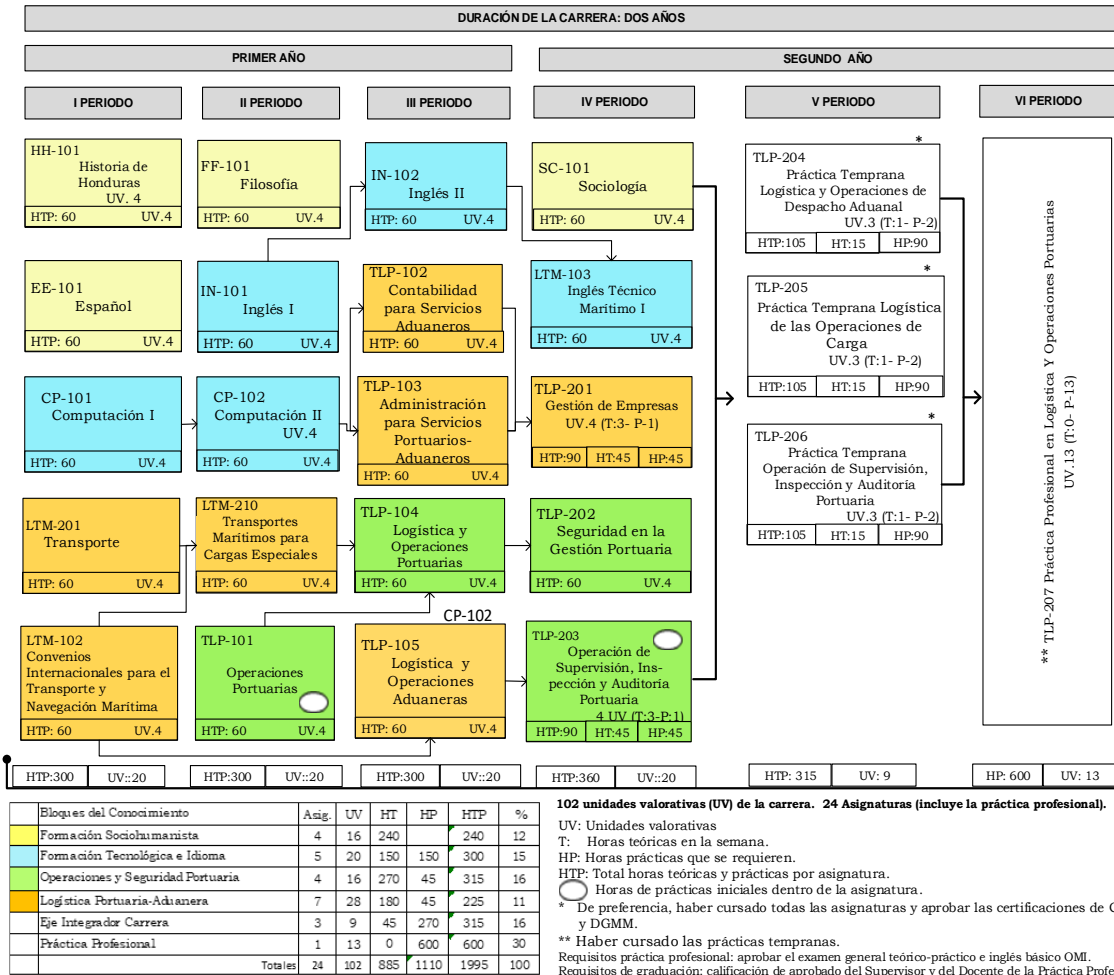 DURACIÓN DE LA CARRERA: DOS AÑOS
PRIMER AÑO
SEGUNDO AÑO
I PERIODO
II PERIODO
III PERIODO
IV PERIODO
V PERIODO
VI PERIODO
HH-101
Historia de
Honduras
UV. 4
HTP: 60 UV.4
EE-101
Español
HTP: 60 UV.4
CP-101
Computación I
HTP: 60 UV.4
LTM-201
Transporte
HTP: 60 UV.4
LTM-102
Convenios
Internacionales para el
Transporte y
Navegación Marítima
HTP: 60 UV.4
HTP:300 UV::20
FF-101
Filosofía
HTP: 60 UV.4
IN-101
Inglés I
HTP: 60 UV.4
CP-102
Computación II
UV.4
HTP: 60 UV.4
LTM-210
Transportes
Marítimos para
Cargas Especiales
HTP: 60 UV.4
TLP-101
Operaciones
Portuarias
HTP: 60 UV.4
HTP:300 UV::20
IN-102
Inglés II
HTP: 60 UV.4
TLP-102
Contabilidad
para Servicios
Aduaneros
HTP: 60 UV.4
TLP-103
Administración
para Servicios
Portuarios-
Aduaneros
HTP: 60 UV.4
TLP-104
Logística y
Operaciones
Portuarias
HTP: 60 UV.4
CP-102
TLP-105
Logística y
Operaciones
Aduaneras
HTP: 60 UV.4
HTP:300 UV::20
SC-101
Sociología
HTP: 60 UV.4
LTM-103
Inglés Técnico
Marítimo I
HTP: 60 UV.4
TLP-201
Gestión de Empresas
UV.4 (T:3- P-1)
HTP:90 HT:45 HP:45
TLP-202
Seguridad en la
Gestión Portuaria
HTP: 60 UV.4
TLP-203
Operación de
Supervisión, Ins-
pección y Auditoría
Portuaria
4 UV (T:3-P:1)
HTP:90 HT:45 HP:45
HTP:360 UV::20
*
TLP-204
Práctica Temprana
Logística y Operaciones de
Despacho Aduanal
UV.3 (T:1- P-2)
HTP:105 HT:15 HP:90
*
TLP-205
Práctica Temprana Logística
de las Operaciones de
Carga
UV.3 (T:1- P-2)
HTP:105 HT:15 HP:90
*
TLP-206
Práctica Temprana
Operación de Supervisión,
Inspección y Auditoría
Portuaria
UV.3 (T:1- P-2)
HTP:105 HT:15 HP:90
HTP: 315 UV: 9
** TLP-207 Práctica Profesional en Logística Y Operaciones Portuarias
UV.13 (T:0- P-13)
HP: 600 UV: 13
Bloques del Conocimiento Asig. UV HT HP HTP %
Formación Sociohumanista 4 16 240 240 12
Formación Tecnológica e Idioma 5 20 150 150 300 15
Operaciones y Seguridad Portuaria 4 16 270 45 315 16
Logística Portuaria-Aduanera 7 28 180 45 225 11
Eje Integrador Carrera 3 9 45 270 315 16
Práctica Profesional 1 13 0 600 600 30
Totales 24 102 885 1110 1995 100
102 unidades valorativas (UV) de la carrera. 24 Asignaturas (incluye la práctica profesional).
UV: Unidades valorativas
T: Horas teóricas en la semana.
HP: Horas prácticas que se requieren.
HTP: Total horas teóricas y prácticas por asignatura.
Horas de prácticas iniciales dentro de la asignatura.
* De preferencia, haber cursado todas las asignaturas y aprobar las certificaciones de
y DGMM.
** Haber cursado las prácticas tempranas.
Requisitos práctica profesional: aprobar el examen general teórico-práctico e inglés básico OMI.
Requisitos de graduación: calificación de aprobado del Supervisor y del Docente de la Práctica